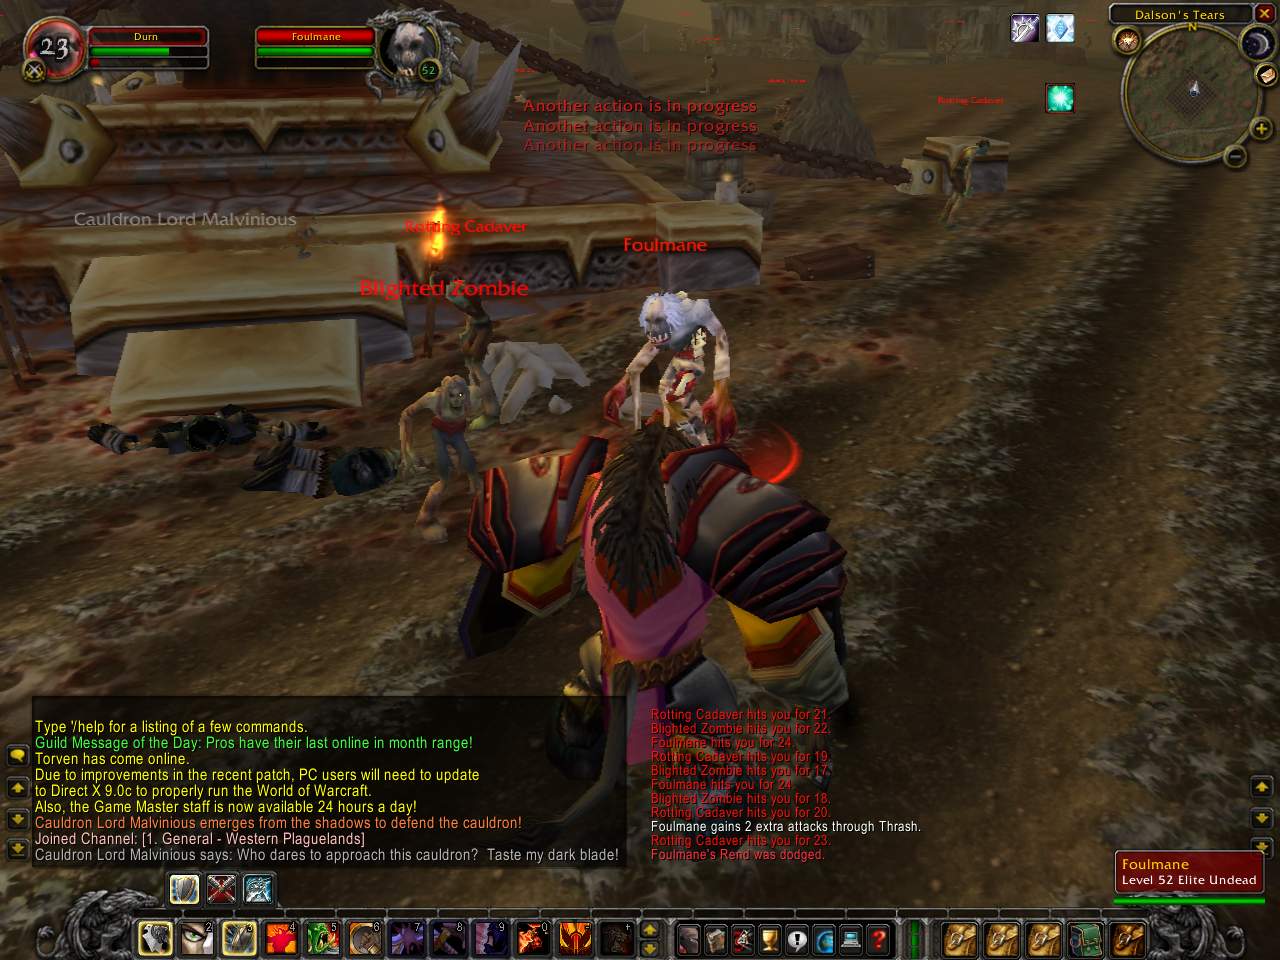 Durn
23
Foulmane
52
Dalson's Tears
N
Another action is in progress
Another action is in progress
Another action is in progress
Rotting Cadaver
Cauldron Lord Malvinious
Rotting Cadaver
Foulmane
Blighted Zombie
Type '/help for a listing of a few commands.
Guild Message of the Day: Pros have their last online in month range!
Torven has come online.
Due to improvements in the recent patch, PC users will need to update
to Direct X 9.0c to properly run the World of Warcraft.
Also, the Game Master staff is now available 24 hours a day!
Cauldron Lord Malvinious emerges from the shadows to defend the cauldron!
Joined Channel: [1. General - Western Plaguelands]
Cauldron Lord Malvinious says: Who dares to approach this cauldron? Taste my dark blade!
Rotting Cadaver hits you for 21.
Blighted Zombie hits you for 22.
Foulmane hits you for 24.
Rotting Cadaver hits you for 19.
Blighted Zombie hits you for 17.
Foulmane hits you for 24.
Blighted Zombie hits you for 18.
Rotting Cadaver hits you for 20.
Foulmane gains 2 extra attacks through Thrash.
Rotting Cadaver hits you for 23.
Foulmane's Rend was dodged.
Foulmane
Level 52 Elite Undead
2 3 4 5 6 7 8 9 0 - +